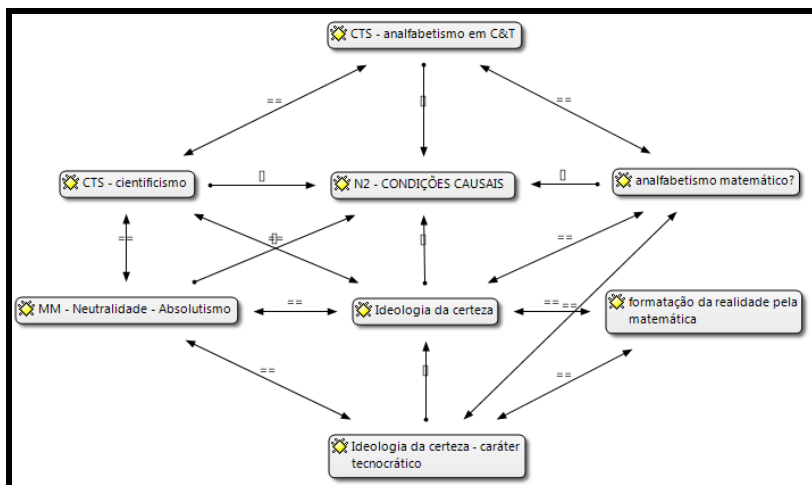 CTS - analfabetismo em C&T
==
[]
==
CTS - cientificismo
[]
N2 - CONDIÇÕES CAUSAIS
[]
analfabetismo matemático?
==
==
[]
[]
==
MM - Neutralidade - Absolutismo
==
Ideologia da certeza
==
==
formatação da realidade pela
matemática
==
[]
==
Ideologia da certeza - caráter
tecnocrático